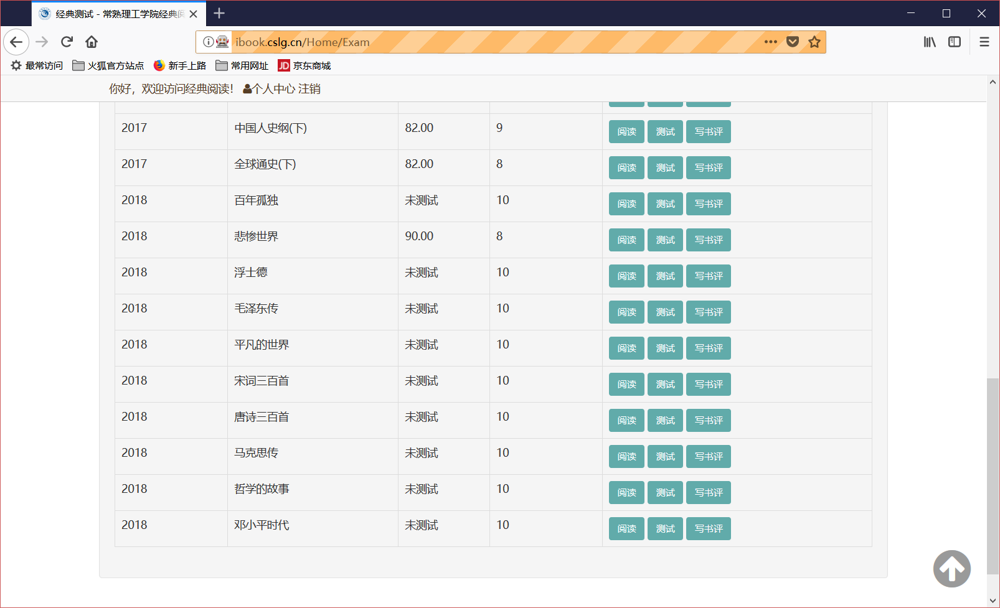 经典测试 - 常熟理工学院经典阅
ibook.cslg.cn/Home/Exam
最常访问 火狐官方站点 新手上路 常用网址 JD 京东商城
你好，欢迎访问经典阅读！ 个人中心 注销
2017 中国人史纲(下) 82.00 9 阅读 测试 写书评
2017 全球通史(下) 82.00 8 阅读 测试 写书评
2018 百年孤独 未测试 10 阅读 测试 写书评
2018 悲惨世界 90.00 8 阅读 测试 写书评
2018 浮士德 未测试 10 阅读 测试 写书评
2018 毛泽东传 未测试 10 阅读 测试 写书评
2018 平凡的世界 未测试 10 阅读 测试 写书评
2018 宋词三百首 未测试 10 阅读 测试 写书评
2018 唐诗三百首 未测试 10 阅读 测试 写书评
2018 马克思传 未测试 10 阅读 测试 写书评
2018 哲学的故事 未测试 10 阅读 测试 写书评
2018 邓小平时代 未测试 10 阅读 测试 写书评